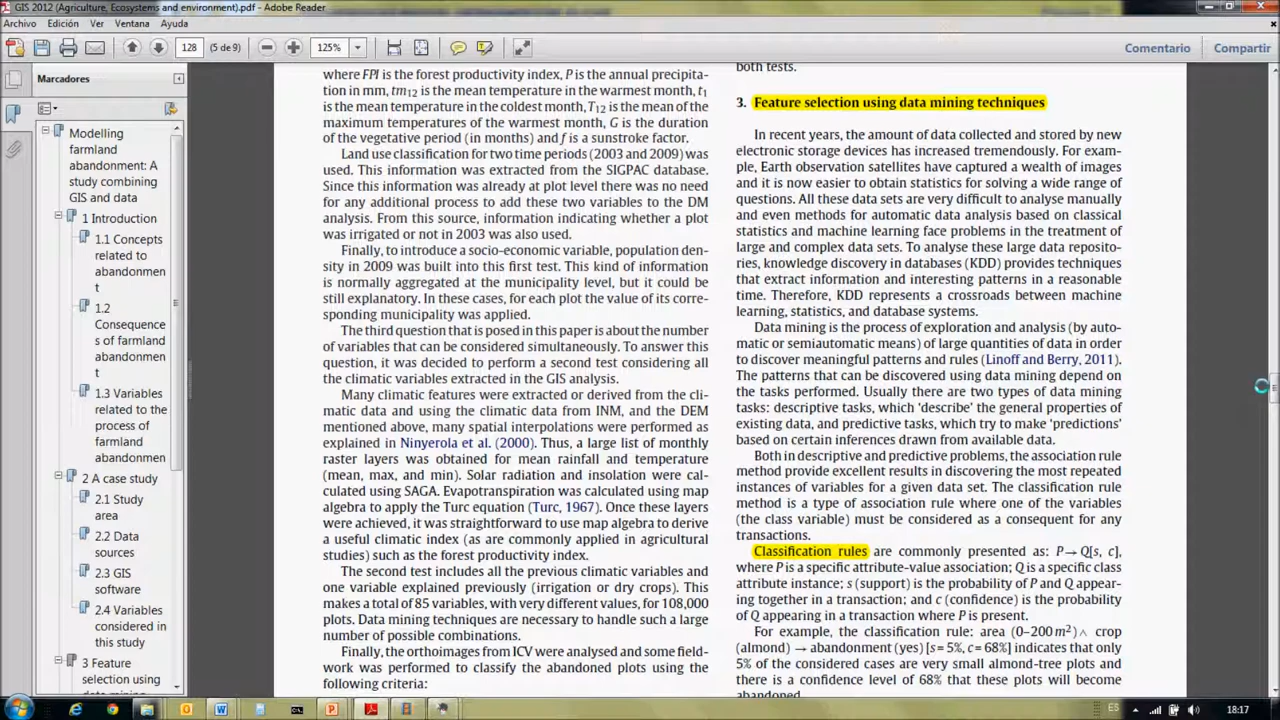 GIS 2012 (Agriculture, Ecosystems and environment).pdf - Adobe Reader
Archivo Edición Ver Ventana Ayuda
128 (5 de 9) 125% Comentario Compartir
Marcadores
Modelling
farmland
abandonment: A
study combining
GIS and data
1 Introduction
1.1 Concepts
related to
abandonmen
t
1.2
Consequence
s of farmland
abandonmen
t
1.3 Variables
related to the
process of
farmland
abandonmen
2 A case study
2.1 Study
area
2.2 Data
sources
2.3 GIS
software
2.4 Variables
considered in
this study
3 Feature
selection using
where FPI is the forest productivity index, P is the annual precipita-
tion in mm, tm12 is the mean temperature in the warmest month, t1
is the mean temperature in the coldest month, T12 is the mean of the
maximum temperatures of the warmest month, G is the duration
of the vegetative period (in months) and f is a sunstroke factor.
Land use classification for two time periods (2003 and 2009) was
used. This information was extracted from the SIGPAC database.
Since this information was already at plot level there was no need
for any additional process to add these two variables to the DM
analysis. From this source, information indicating whether a plot
was irrigated or not in 2003 was also used.
Finally, to introduce a socio-economic variable, population den-
sity in 2009 was built into this first test. This kind of information
is normally aggregated at the municipality level, but it could be
still explanatory. In these cases, for each plot the value of its corre-
sponding municipality was applied.
The third question that is posed in this paper is about the number
of variables that can be considered simultaneously. To answer this
question, it was decided to perform a second test considering all
the climatic variables extracted in the GIS analysis.
Many climatic features were extracted or derived from the cli-
matic data and using the climatic data from INM, and the DEM
mentioned above, many spatial interpolations were performed as
explained in Ninyerola et al. (2000). Thus, a large list of monthly
raster layers was obtained for mean rainfall and temperature
(mean, max, and min). Solar radiation and insolation were cal-
culated using SAGA. Evapotranspiration was calculated using map
algebra to apply the Turc equation (Turc, 1967). Once these layers
were achieved, it was straightforward to use map algebra to derive
a useful climatic index (as are commonly applied in agricultural
studies) such as the forest productivity index.
The second test includes all the previous climatic variables and
one variable explained previously (irrigation or dry crops). This
makes a total of 85 variables, with very different values, for 108,000
plots. Data mining techniques are necessary to handle such a large
number of possible combinations.
Finally, the orthoimages from ICV were analysed and some field-
work was performed to classify the abandoned plots using the
following criteria:
both tests.
3. Feature selection using data mining techniques
In recent years, the amount of data collected and stored by new
electronic storage devices has increased tremendously. For exam-
ple, Earth observation satellites have captured a wealth of images
and it is now easier to obtain statistics for solving a wide range of
questions. All these data sets are very difficult to analyse manually
and even methods for automatic data analysis based on classical
statistics and machine learning face problems in the treatment of
large and complex data sets. To analyse these large data reposito-
ries, knowledge discovery in databases (KDD) provides techniques
that extract information and interesting patterns in a reasonable
time. Therefore, KDD represents a crossroads between machine
learning, statistics, and database systems.
Data mining is the process of exploration and analysis (by auto-
matic or semiautomatic means) of large quantities of data in order
to discover meaningful patterns and rules (Linoff and Berry, 2011).
The patterns that can be discovered using data mining depend on
the tasks performed. Usually there are two types of data mining
tasks: descriptive tasks, which 'describe' the general properties of
existing data, and predictive tasks, which try to make 'predictions'
based on certain inferences drawn from available data.
Both in descriptive and predictive problems, the association rule
method provide excellent results in discovering the most repeated
instances of variables for a given data set. The classification rule
method is a type of association rule where one of the variables
(the class variable) must be considered as a consequent for any
transactions.
Classification rules are commonly presented as: P→Q[s, c],
where P is a specific attribute-value association; Q is a specific class
attribute instance; s (support) is the probability of P and Q appear-
ing together in a transaction; and c (confidence) is the probability
of Q appearing in a transaction where P is present.
For example, the classification rule: area (0–200 m²)∧ crop
(almond) → abandonment (yes) [s = 5%, c = 68%] indicates that only
5% of the considered cases are very small almond-tree plots and
there is a confidence level of 68% that these plots will become
abandoned.
ES 18:17